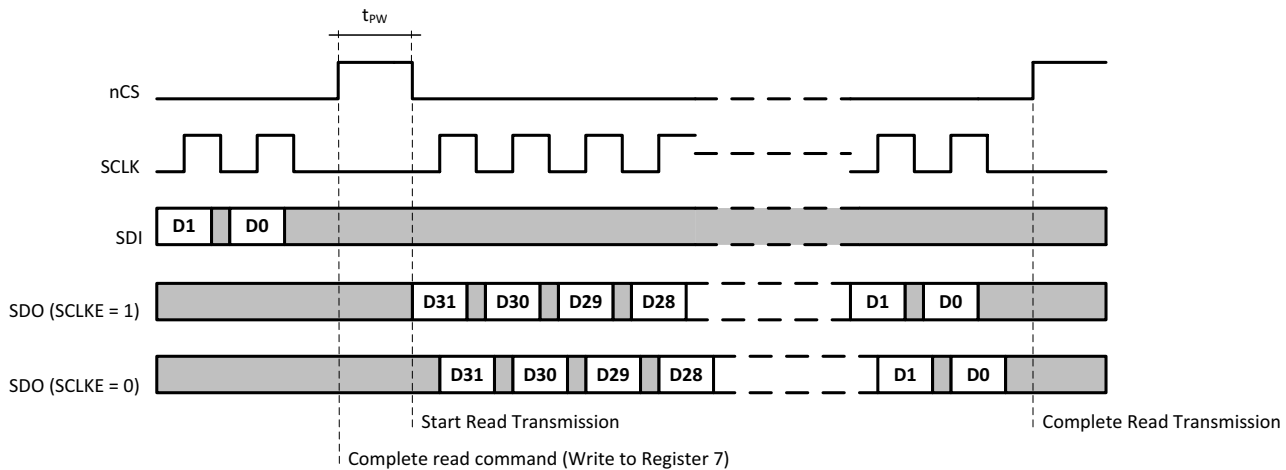 tPW
nCS
SCLK
SDI D1 D0
SDO (SCLKE = 1) D31 D30 D29 D28 D1 D0
SDO (SCLKE = 0) D31 D30 D29 D28 D1 D0
Start Read Transmission Complete Read Transmission
Complete read command (Write to Register 7)